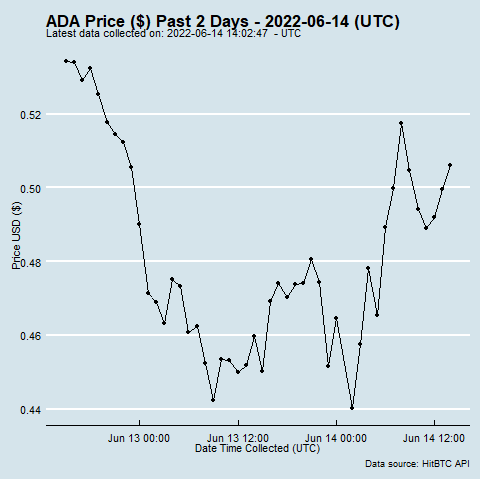 ADA Price ($) Past 2 Days - 2022-06-14 (UTC)
Latest data collected on: 2022-06-14 14:02:47 - UTC
0.52
0.50
0.48
0.46
0.44
Price USD ($)
Jun 13 00:00 Jun 13 12:00 Jun 14 00:00 Jun 14 12:00
Date Time Collected (UTC)
Data source: HitBTC API